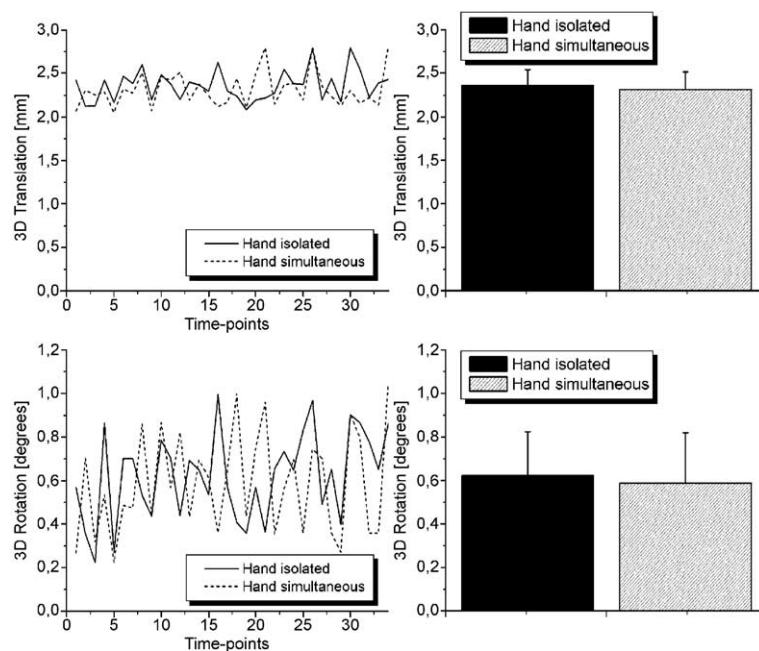 3D Translation [mm]
3,0
2,5
2,0
1,5
1,0
0,5
0,0
Hand isolated
Hand simultaneous
0 5 10 15 20 25 30
Time-points
3D Translation [mm]
3,0
2,5
2,0
1,5
1,0
0,5
0,0
Hand isolated
Hand simultaneous
3D Rotation [degrees]
1,2
1,0
0,8
0,6
0,4
0,2
0,0
Hand isolated
Hand simultaneous
0 5 10 15 20 25 30
Time-points
3D Rotation [degrees]
1,2
1,0
0,8
0,6
0,4
0,2
0,0
Hand isolated
Hand simultaneous